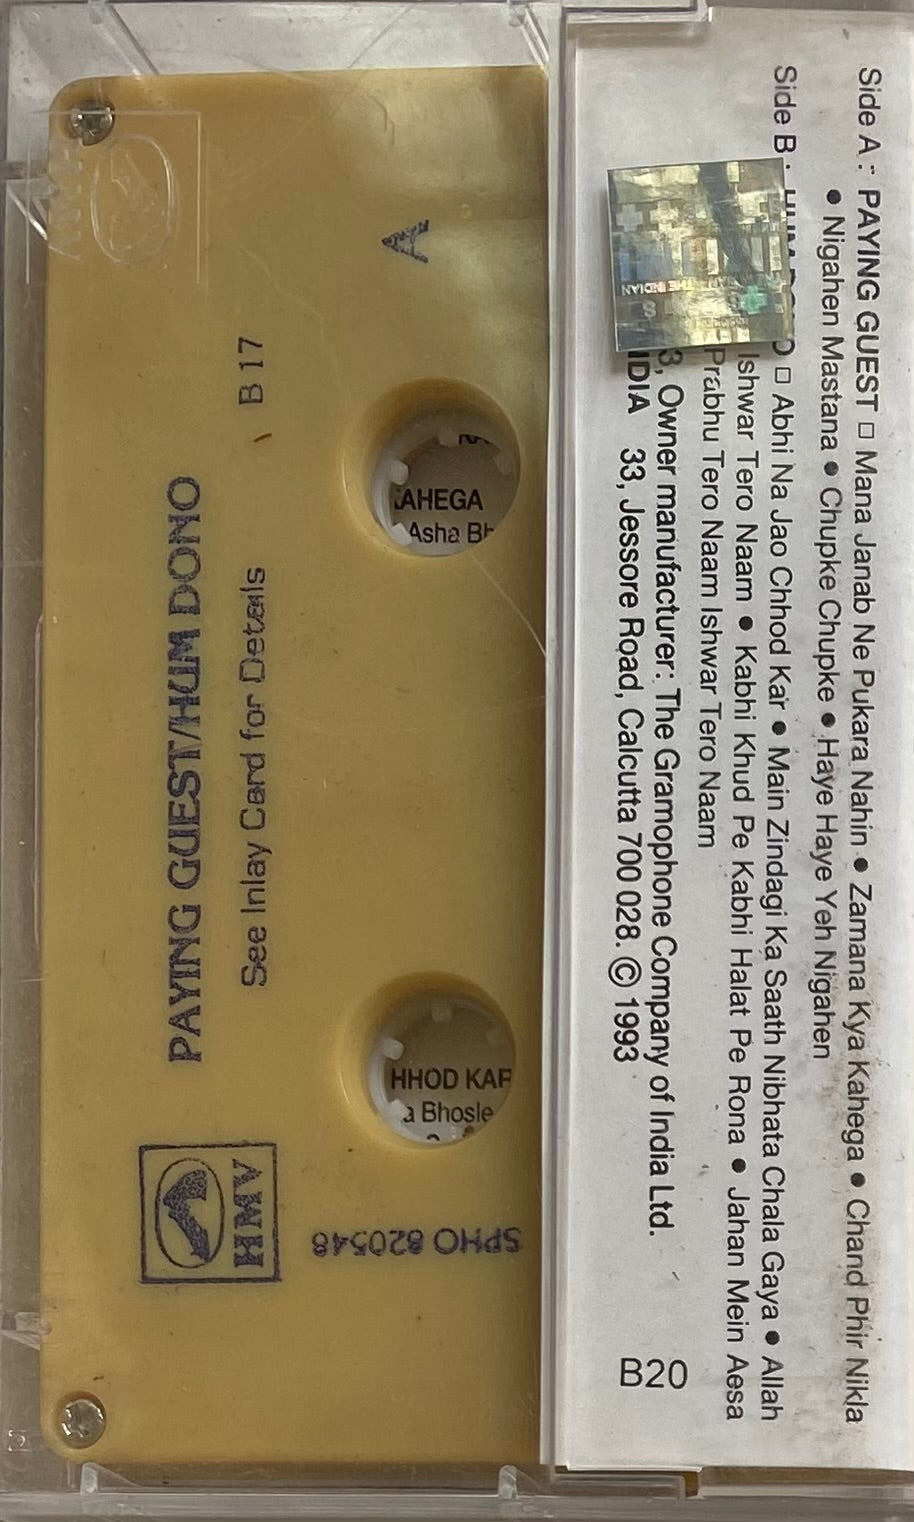 Side A : PAYING GUEST □ Mana Janab Ne Pukara Nahin ● Zamana Kya Kahega ● Chand Phir Nikla
● Nigahen Mastana ● Chupke Chupke ● Haye Haye Yeh Nigahen
Side B : □ Abhi Na Jao Chhod Kar ● Main Zindagi Ka Saath Nibhata Chala Gaya ● Allah
Ishwar Tero Naam ● Kabhi Khud Pe Kabhi Halat Pe Rona ● Jahan Mein Aesa
Prabhu Tero Naam Ishwar Tero Naam
3, Owner manufacturer: The Gramophone Company of India Ltd.
33, Jessore Road, Calcutta 700 028. © 1993
B20
THE INDIAN
A
B 17
See Inlay Card for Details
PAYING GUEST/HUM DONO
HMV
SPHO 820548
AHEGA
Asha Bh
HHOD KAR
a Bhosle